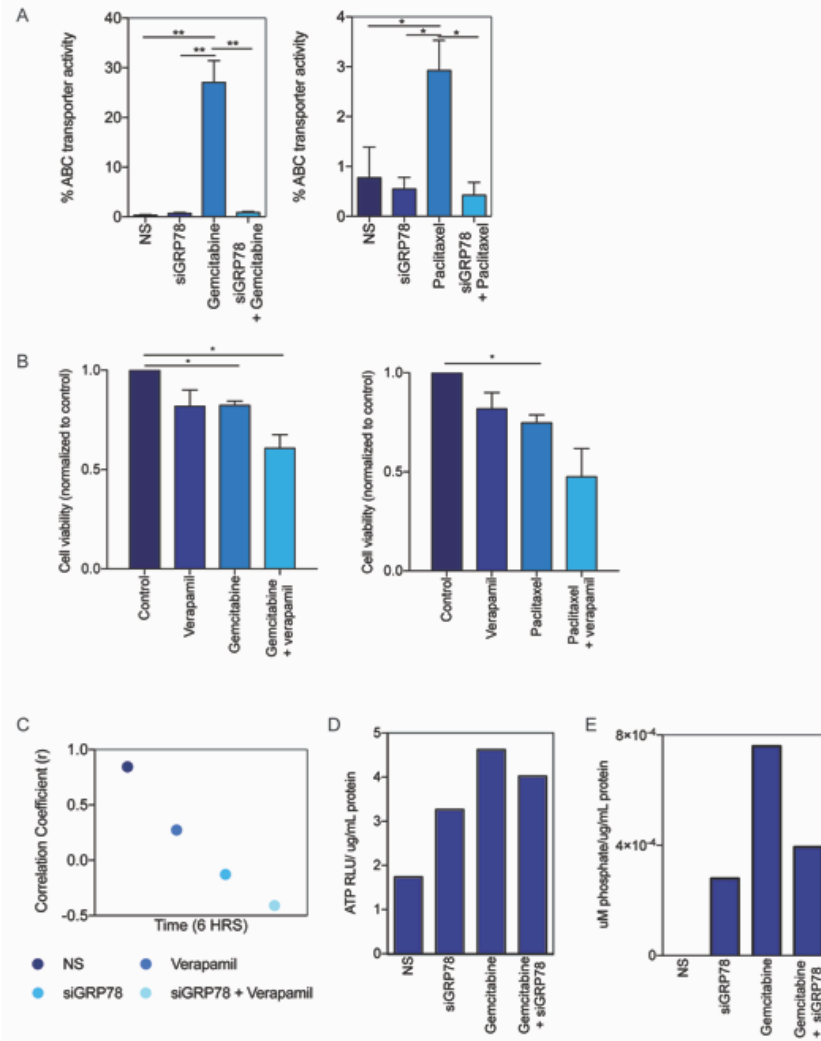 A
% ABC transporter activity
40
30
20
10
0
**
**
**
NS
siGRP78
Gemcitabine
siGRP78
+ Gemcitabine
% ABC transporter activity
4
3
2
1
0
*
*
*
NS
siGRP78
Paclitaxel
siGRP78
+ Paclitaxel
B
Cell viability (normalized to control)
1.0
0.5
0.0
*
*
Control
Verapamil
Gemcitabine
Gemcitabine
+ verapamil
Cell viability (normalized to control)
1.0
0.5
0.0
*
Control
Verapamil
Paclitaxel
Paclitaxel
+ verapamil
C
Correlation Coefficient (r)
1.0
0.5
0.0
-0.5
Time (6 HRS)
NS
Verapamil
siGRP78
siGRP78 + Verapamil
D
ATP RLU/ ug/mL protein
5
4
3
2
1
0
NS
siGRP78
Gemcitabine
Gemcitabine
+ siGRP78
E
uM phosphate/ug/mL protein
8×10⁻⁴
4×10⁻⁴
0
NS
siGRP78
Gemcitabine
Gemcitabine
+ siGRP78